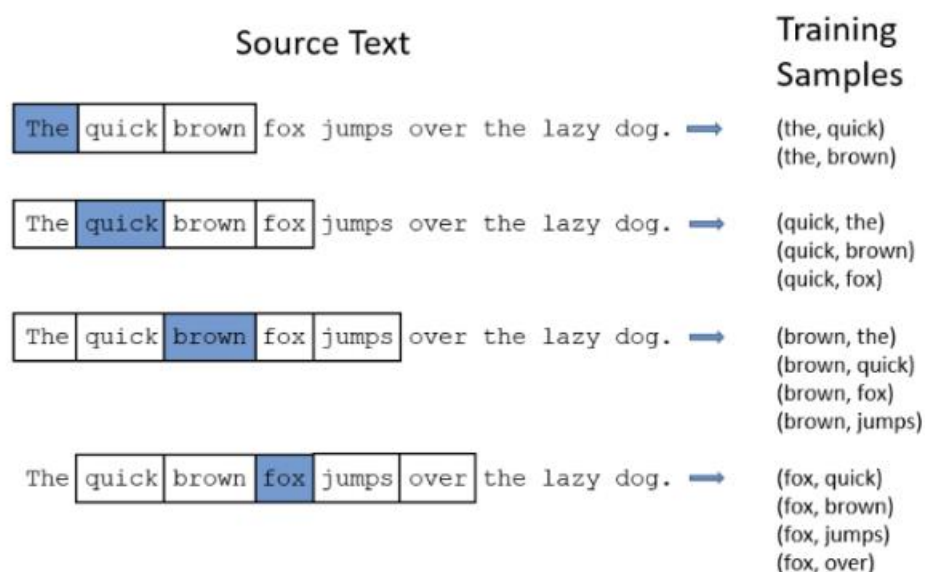 Source Text
Training
Samples
The quick brown fox jumps over the lazy dog.
(the, quick)
(the, brown)
The quick brown fox jumps over the lazy dog.
(quick, the)
(quick, brown)
(quick, fox)
The quick brown fox jumps over the lazy dog.
(brown, the)
(brown, quick)
(brown, fox)
(brown, jumps)
The quick brown fox jumps over the lazy dog.
(fox, quick)
(fox, brown)
(fox, jumps)
(fox, over)